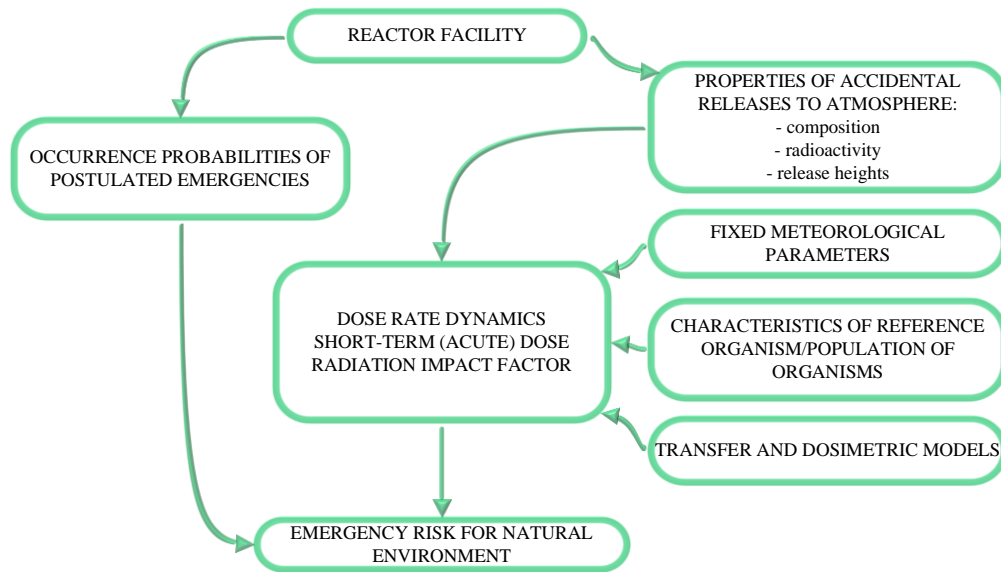 REACTOR FACILITY
PROPERTIES OF ACCIDENTAL
RELEASES TO ATMOSPHERE:
- composition
- radioactivity
- release heights
OCCURRENCE PROBABILITIES OF
POSTULATED EMERGENCIES
FIXED METEOROLOGICAL
PARAMETERS
DOSE RATE DYNAMICS
SHORT-TERM (ACUTE) DOSE
RADIATION IMPACT FACTOR
CHARACTERISTICS OF REFERENCE
ORGANISM/POPULATION OF
ORGANISMS
TRANSFER AND DOSIMETRIC MODELS
EMERGENCY RISK FOR NATURAL
ENVIRONMENT